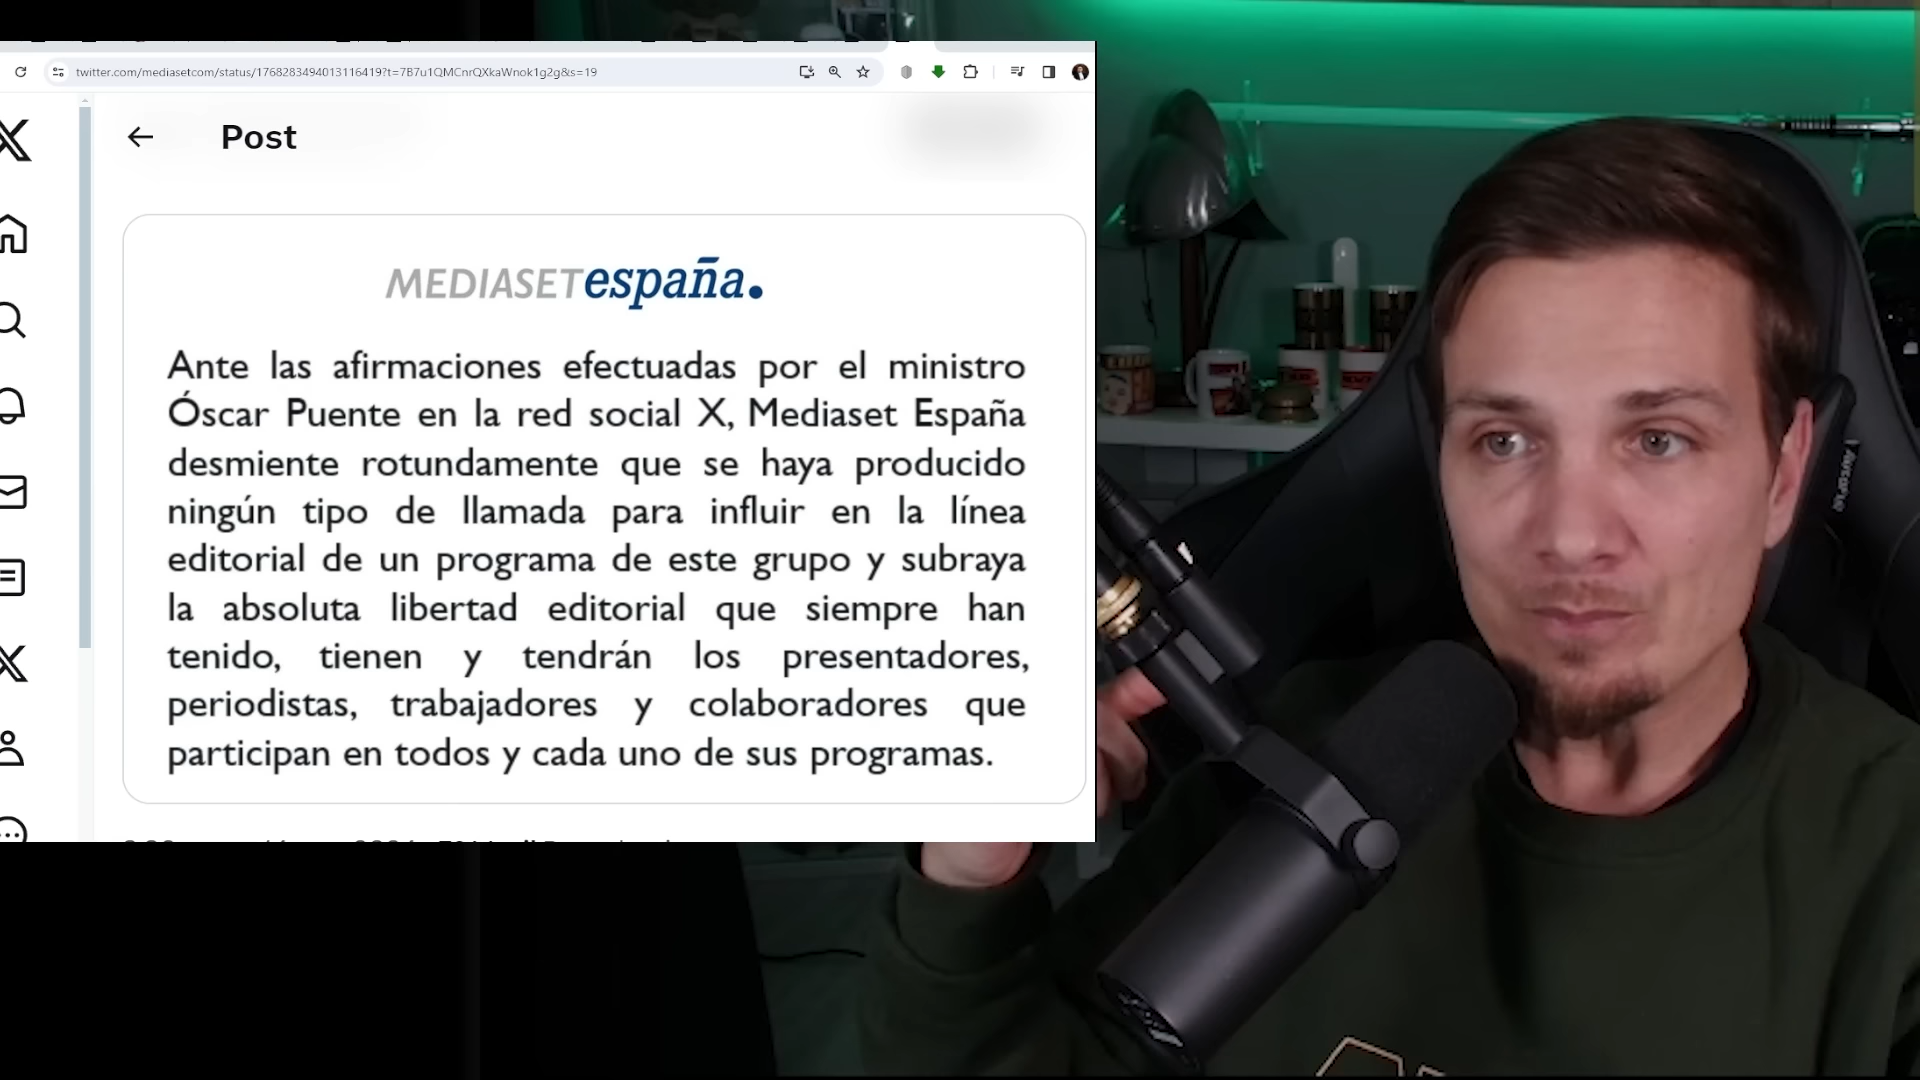 twitter.com/mediasetcom/status/1768283494013116419?t=7B7u1QMCnrQXkaWnok1g2g&s=19
Post
MEDIASETespaña.
Ante las afirmaciones efectuadas por el ministro
Óscar Puente en la red social X, Mediaset España
desmiente rotundamente que se haya producido
ningún tipo de llamada para influir en la línea
editorial de un programa de este grupo y subraya
la absoluta libertad editorial que siempre han
tenido, tienen y tendrán los presentadores,
periodistas, trabajadores y colaboradores que
participan en todos y cada uno de sus programas.